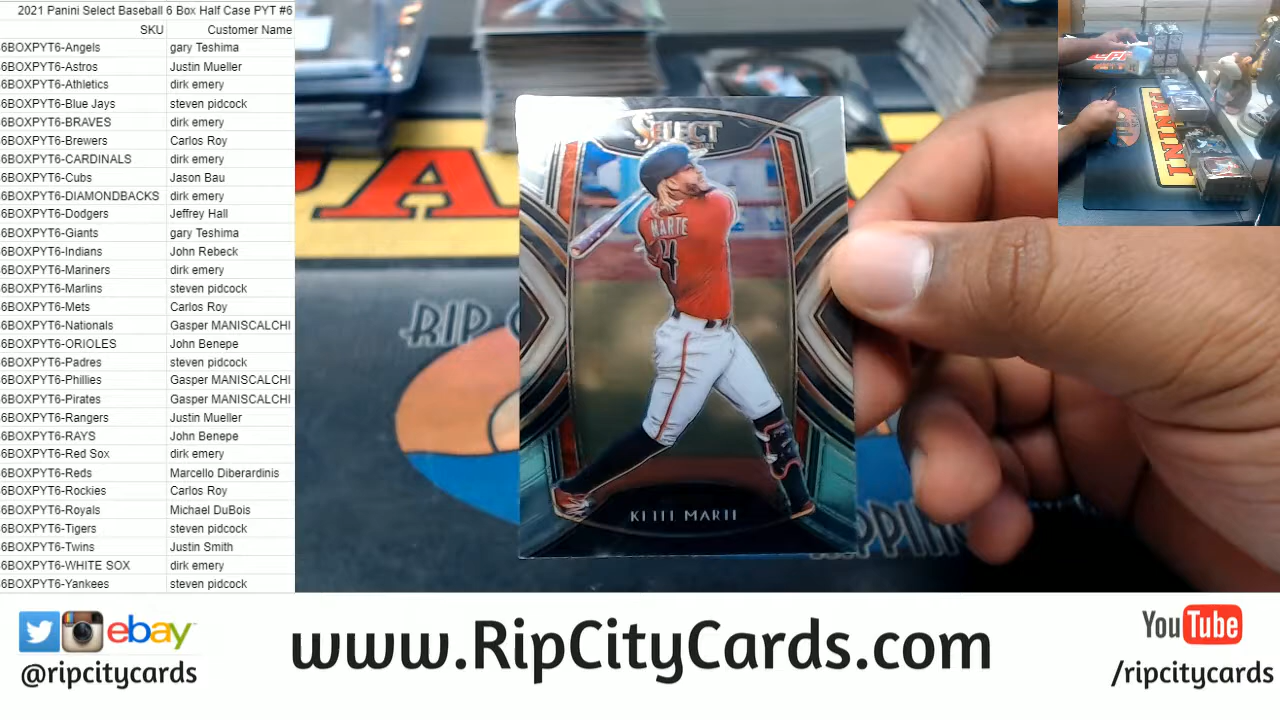 2021 Panini Select Baseball 6 Box Half Case PYT #6
SKU Customer Name
6BOXPYT6-Angels gary Teshima
6BOXPYT6-Astros Justin Mueller
6BOXPYT6-Athletics dirk emery
6BOXPYT6-Blue Jays steven pidcock
6BOXPYT6-BRAVES dirk emery
6BOXPYT6-Brewers Carlos Roy
6BOXPYT6-CARDINALS dirk emery
6BOXPYT6-Cubs Jason Bau
6BOXPYT6-DIAMONDBACKS dirk emery
6BOXPYT6-Dodgers Jeffrey Hall
6BOXPYT6-Giants gary Teshima
6BOXPYT6-Indians John Rebeck
6BOXPYT6-Mariners dirk emery
6BOXPYT6-Marlins steven pidcock
6BOXPYT6-Mets Carlos Roy
6BOXPYT6-Nationals Gasper MANISCALCHI
6BOXPYT6-ORIOLES John Benepe
6BOXPYT6-Padres steven pidcock
6BOXPYT6-Phillies Gasper MANISCALCHI
6BOXPYT6-Pirates Gasper MANISCALCHI
6BOXPYT6-Rangers Justin Mueller
6BOXPYT6-RAYS John Benepe
6BOXPYT6-Red Sox dirk emery
6BOXPYT6-Reds Marcello Diberardinis
6BOXPYT6-Rockies Carlos Roy
6BOXPYT6-Royals Michael DuBois
6BOXPYT6-Tigers steven pidcock
6BOXPYT6-Twins Justin Smith
6BOXPYT6-WHITE SOX dirk emery
6BOXPYT6-Yankees steven pidcock
SELECT
2021
MARTE
4
KETEL MARTE
RIP
PANINI
ebay
@ripcitycards
www.RipCityCards.com
YouTube
/ripcitycards